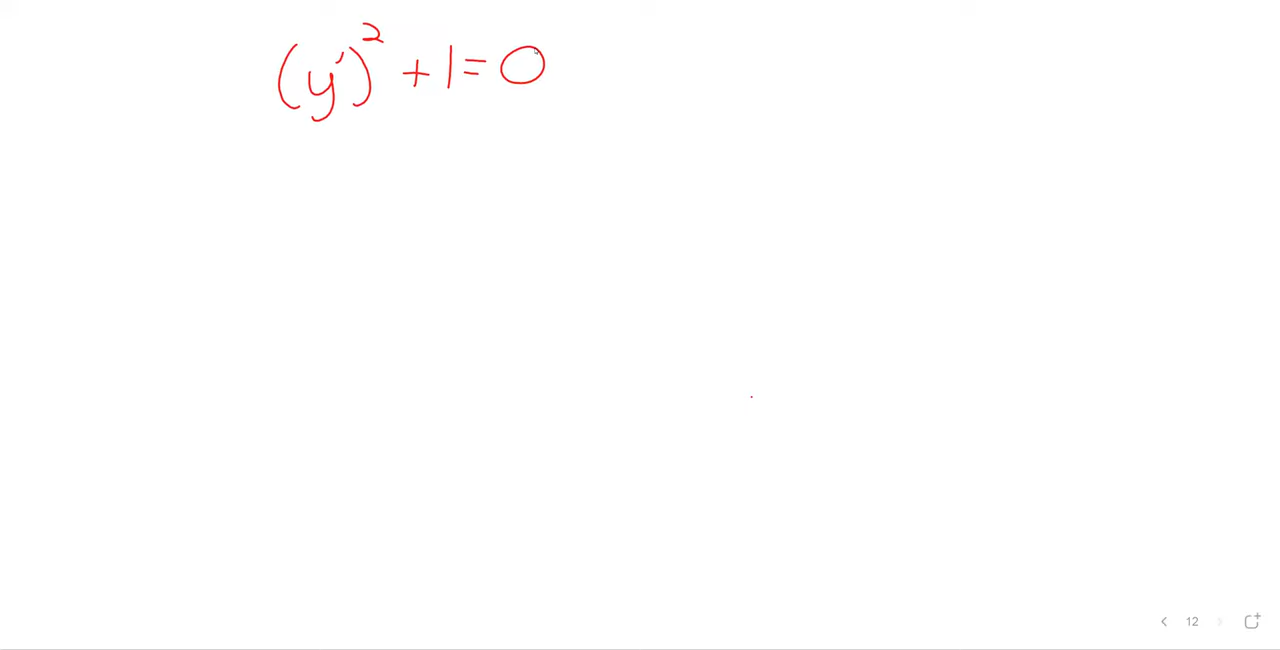 (y')² + 1 = 0
12